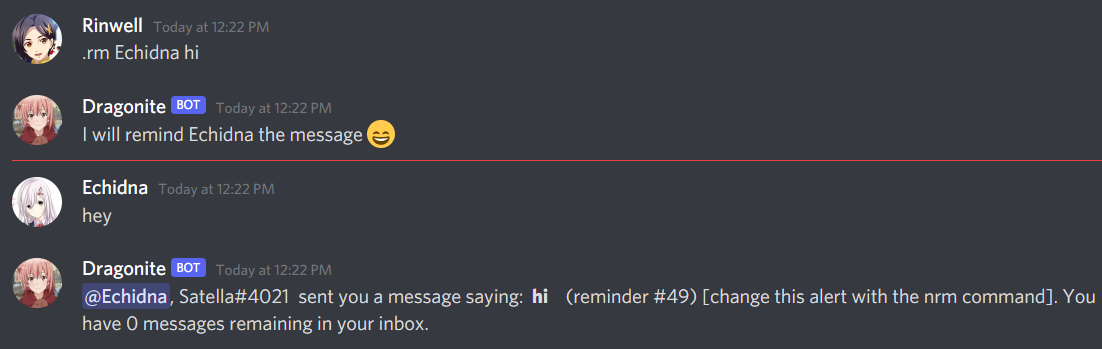 Rinwell Today at 12:22 PM
.rm Echidna hi
Dragonite BOT Today at 12:22 PM
I will remind Echidna the message 😄
Echidna Today at 12:22 PM
hey
Dragonite BOT Today at 12:22 PM
@Echidna, Satella#4021 sent you a message saying: hi (reminder #49) [change this alert with the nrm command]. You
have 0 messages remaining in your inbox.